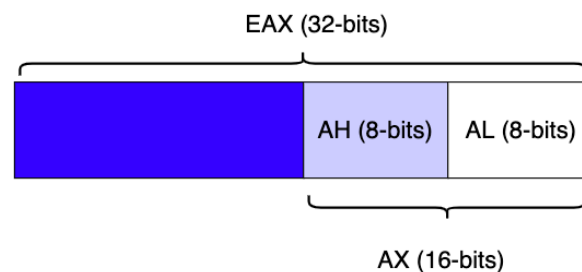 EAX (32-bits)
AH (8-bits) AL (8-bits)
AX (16-bits)